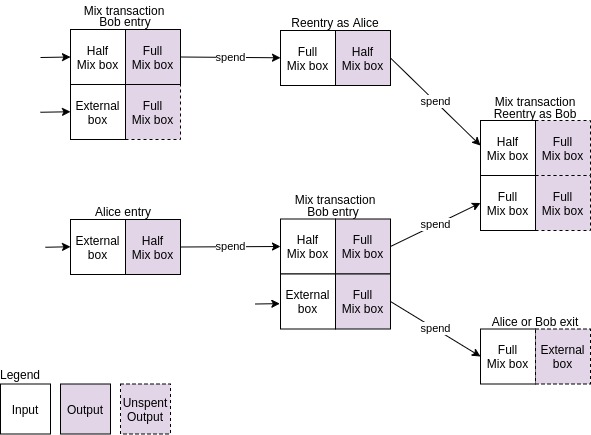 Mix transaction
Bob entry
Half
Mix box
Full
Mix box
External
box
Full
Mix box
spend
Reentry as Alice
Full
Mix box
Half
Mix box
spend
Mix transaction
Reentry as Bob
Half
Mix box
Full
Mix box
Full
Mix box
Full
Mix box
Alice entry
External
box
Half
Mix box
spend
Mix transaction
Bob entry
Half
Mix box
Full
Mix box
External
box
Full
Mix box
spend
spend
Alice or Bob exit
Full
Mix box
External
box
Legend
Input
Output
Unspent
Output